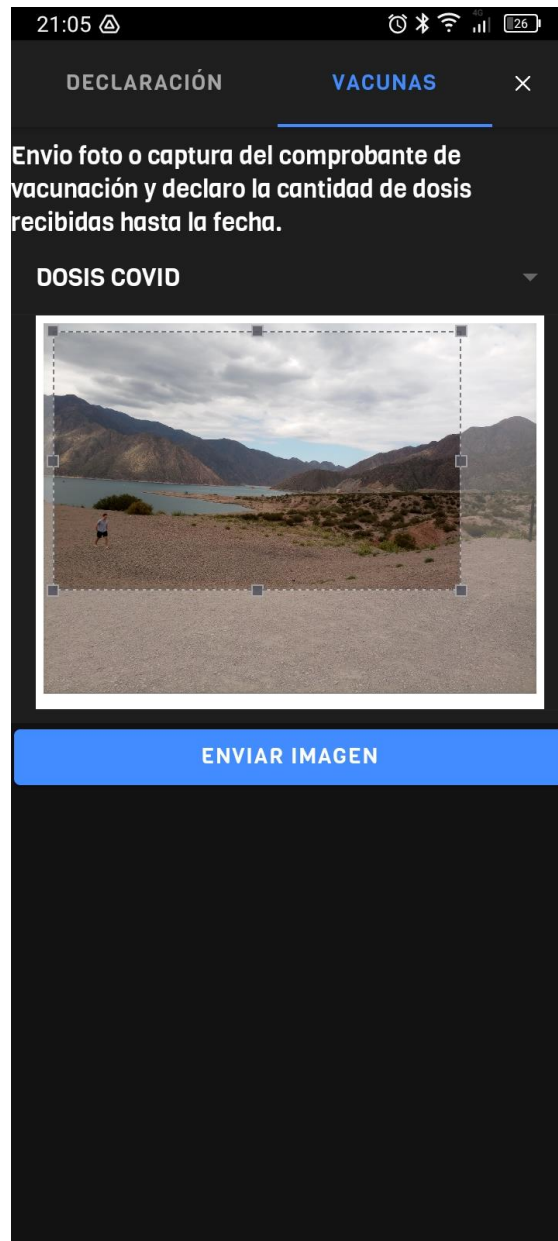 21:05
4G
26
DECLARACIÓN VACUNAS
Envio foto o captura del comprobante de
vacunación y declaro la cantidad de dosis
recibidas hasta la fecha.
DOSIS COVID
ENVIAR IMAGEN